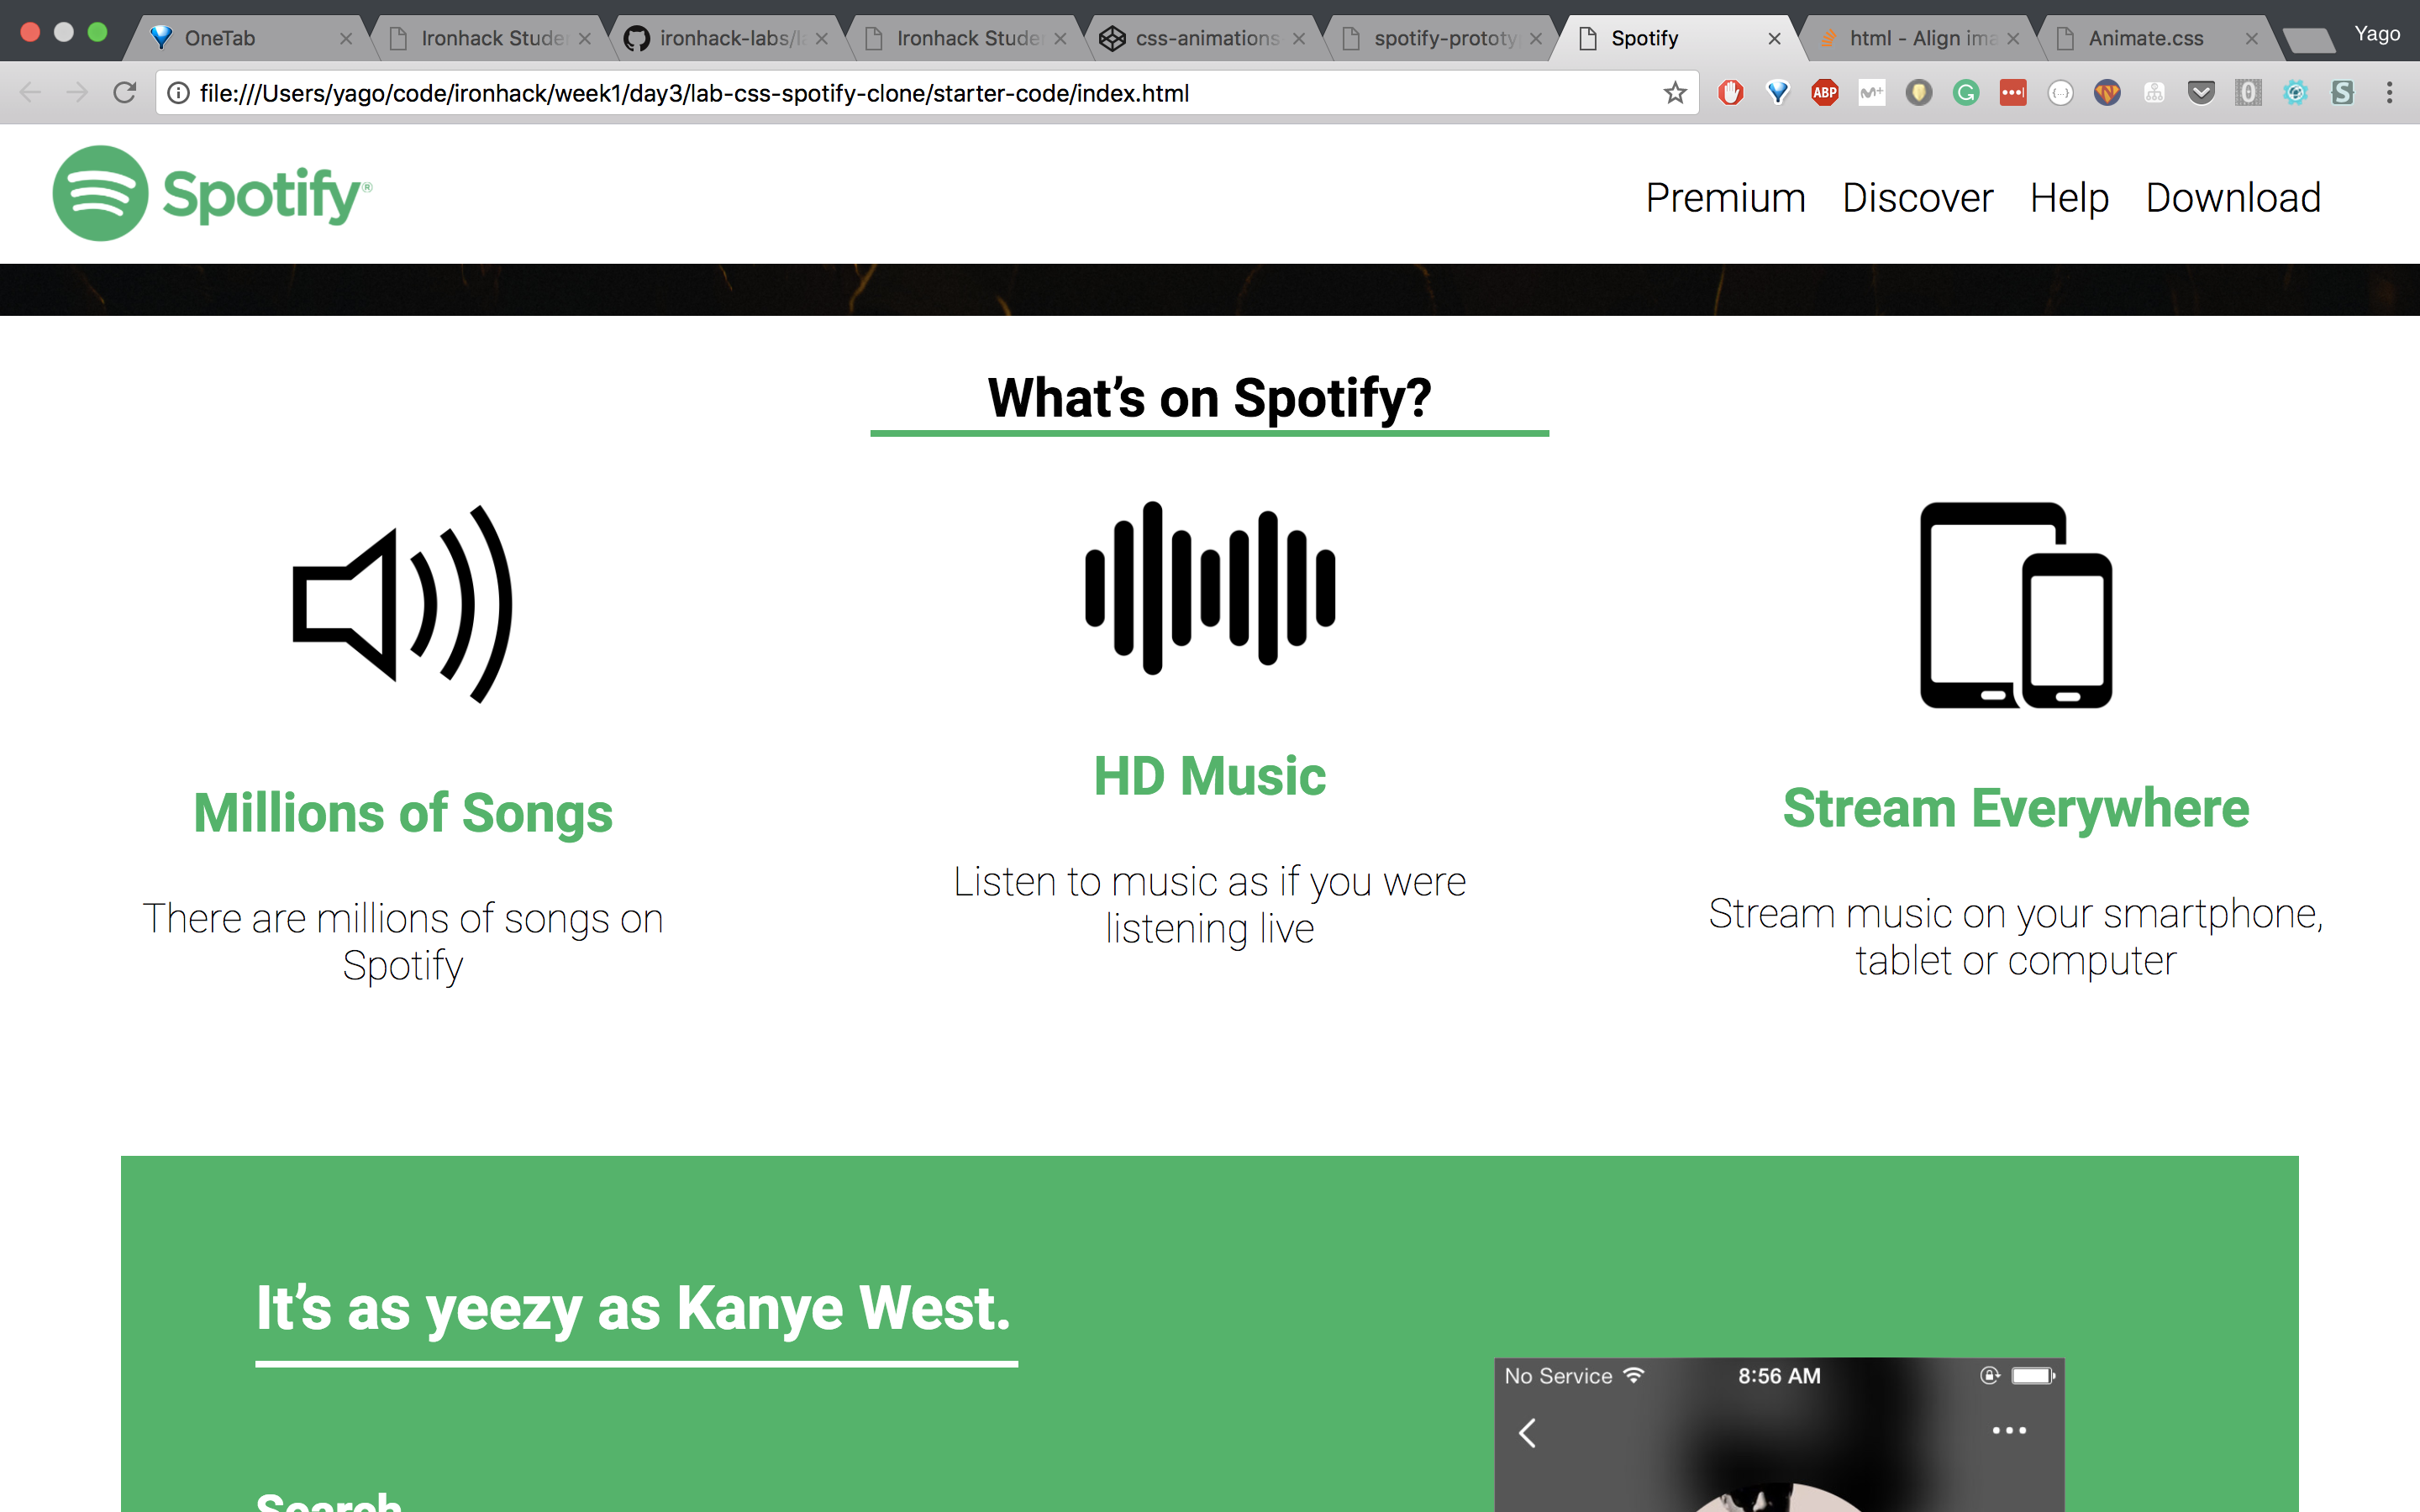 OneTab
Ironhack Stude
ironhack-labs/la
Ironhack Stude
css-animations
spotify-prototy
Spotify
html - Align ima
Animate.css
Yago
file:///Users/yago/code/ironhack/week1/day3/lab-css-spotify-clone/starter-code/index.html
ABP
Spotify®
Premium Discover Help Download
What’s on Spotify?
Millions of Songs
There are millions of songs on
Spotify
HD Music
Listen to music as if you were
listening live
Stream Everywhere
Stream music on your smartphone,
tablet or computer
It’s as yeezy as Kanye West.
No Service 8:56 AM
Search